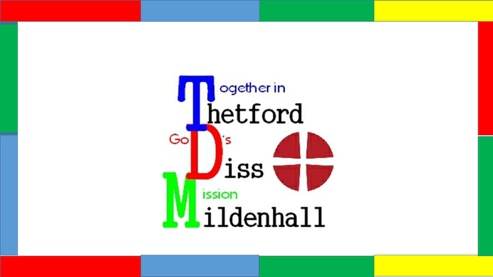 Together in
Thetford
God's
Diss
Mission
Mildenhall